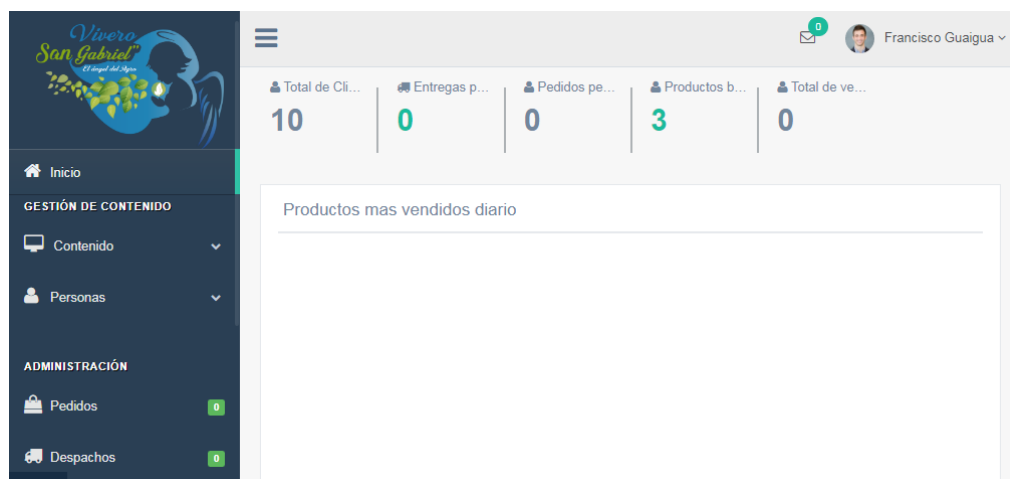 Vivero
San Gabriel"
El ángel del Agro
Inicio
GESTIÓN DE CONTENIDO
Contenido
Personas
ADMINISTRACIÓN
Pedidos 0
Despachos 0
0
Francisco Guaigua
Total de Cli...
10
Entregas p...
0
Pedidos pe...
0
Productos b...
3
Total de ve...
0
Productos mas vendidos diario